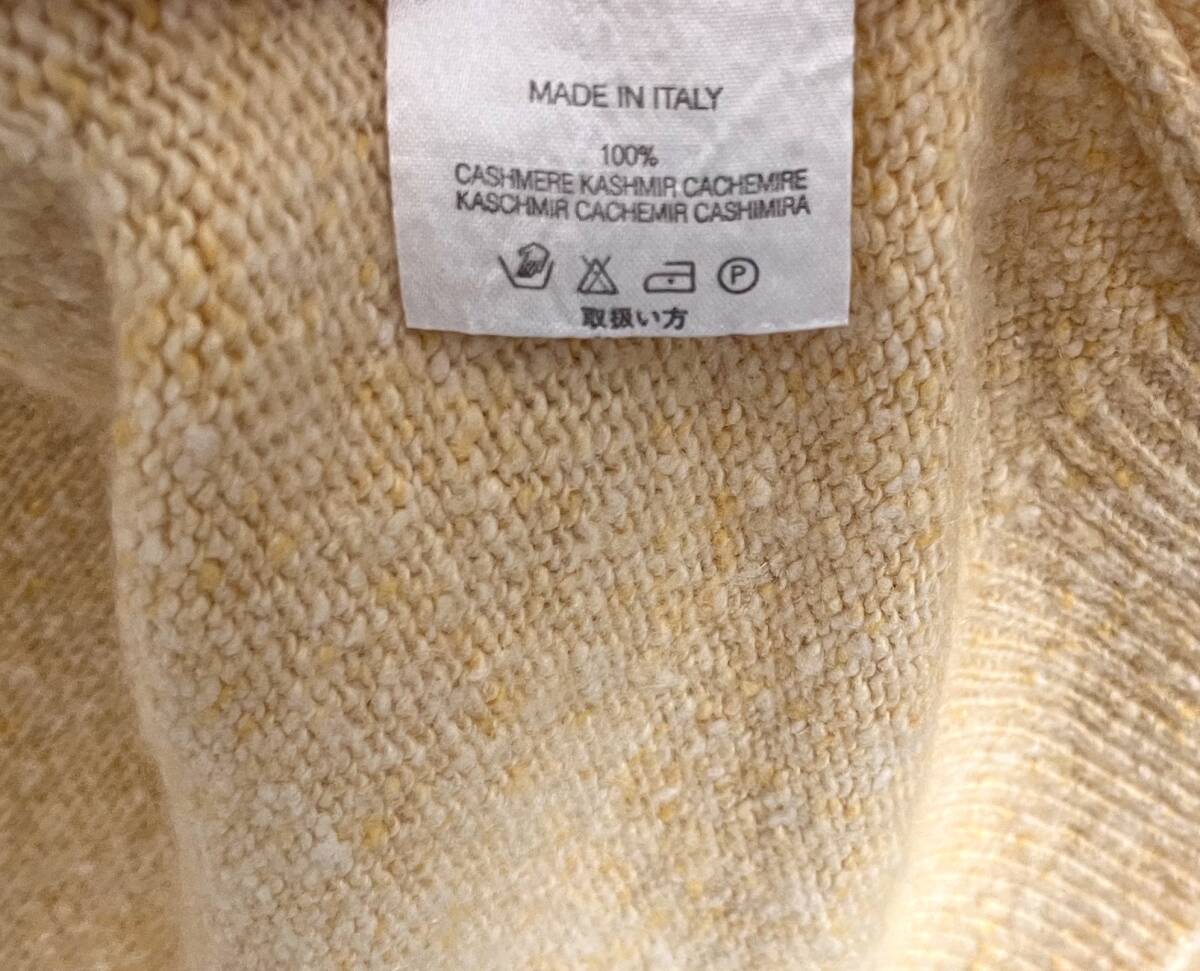 MADE IN ITALY
100%
CASHMERE KASHMIR CACHEMIRE
KASCHMIR CACHEMIR CASHIMIRA
P
取扱い方